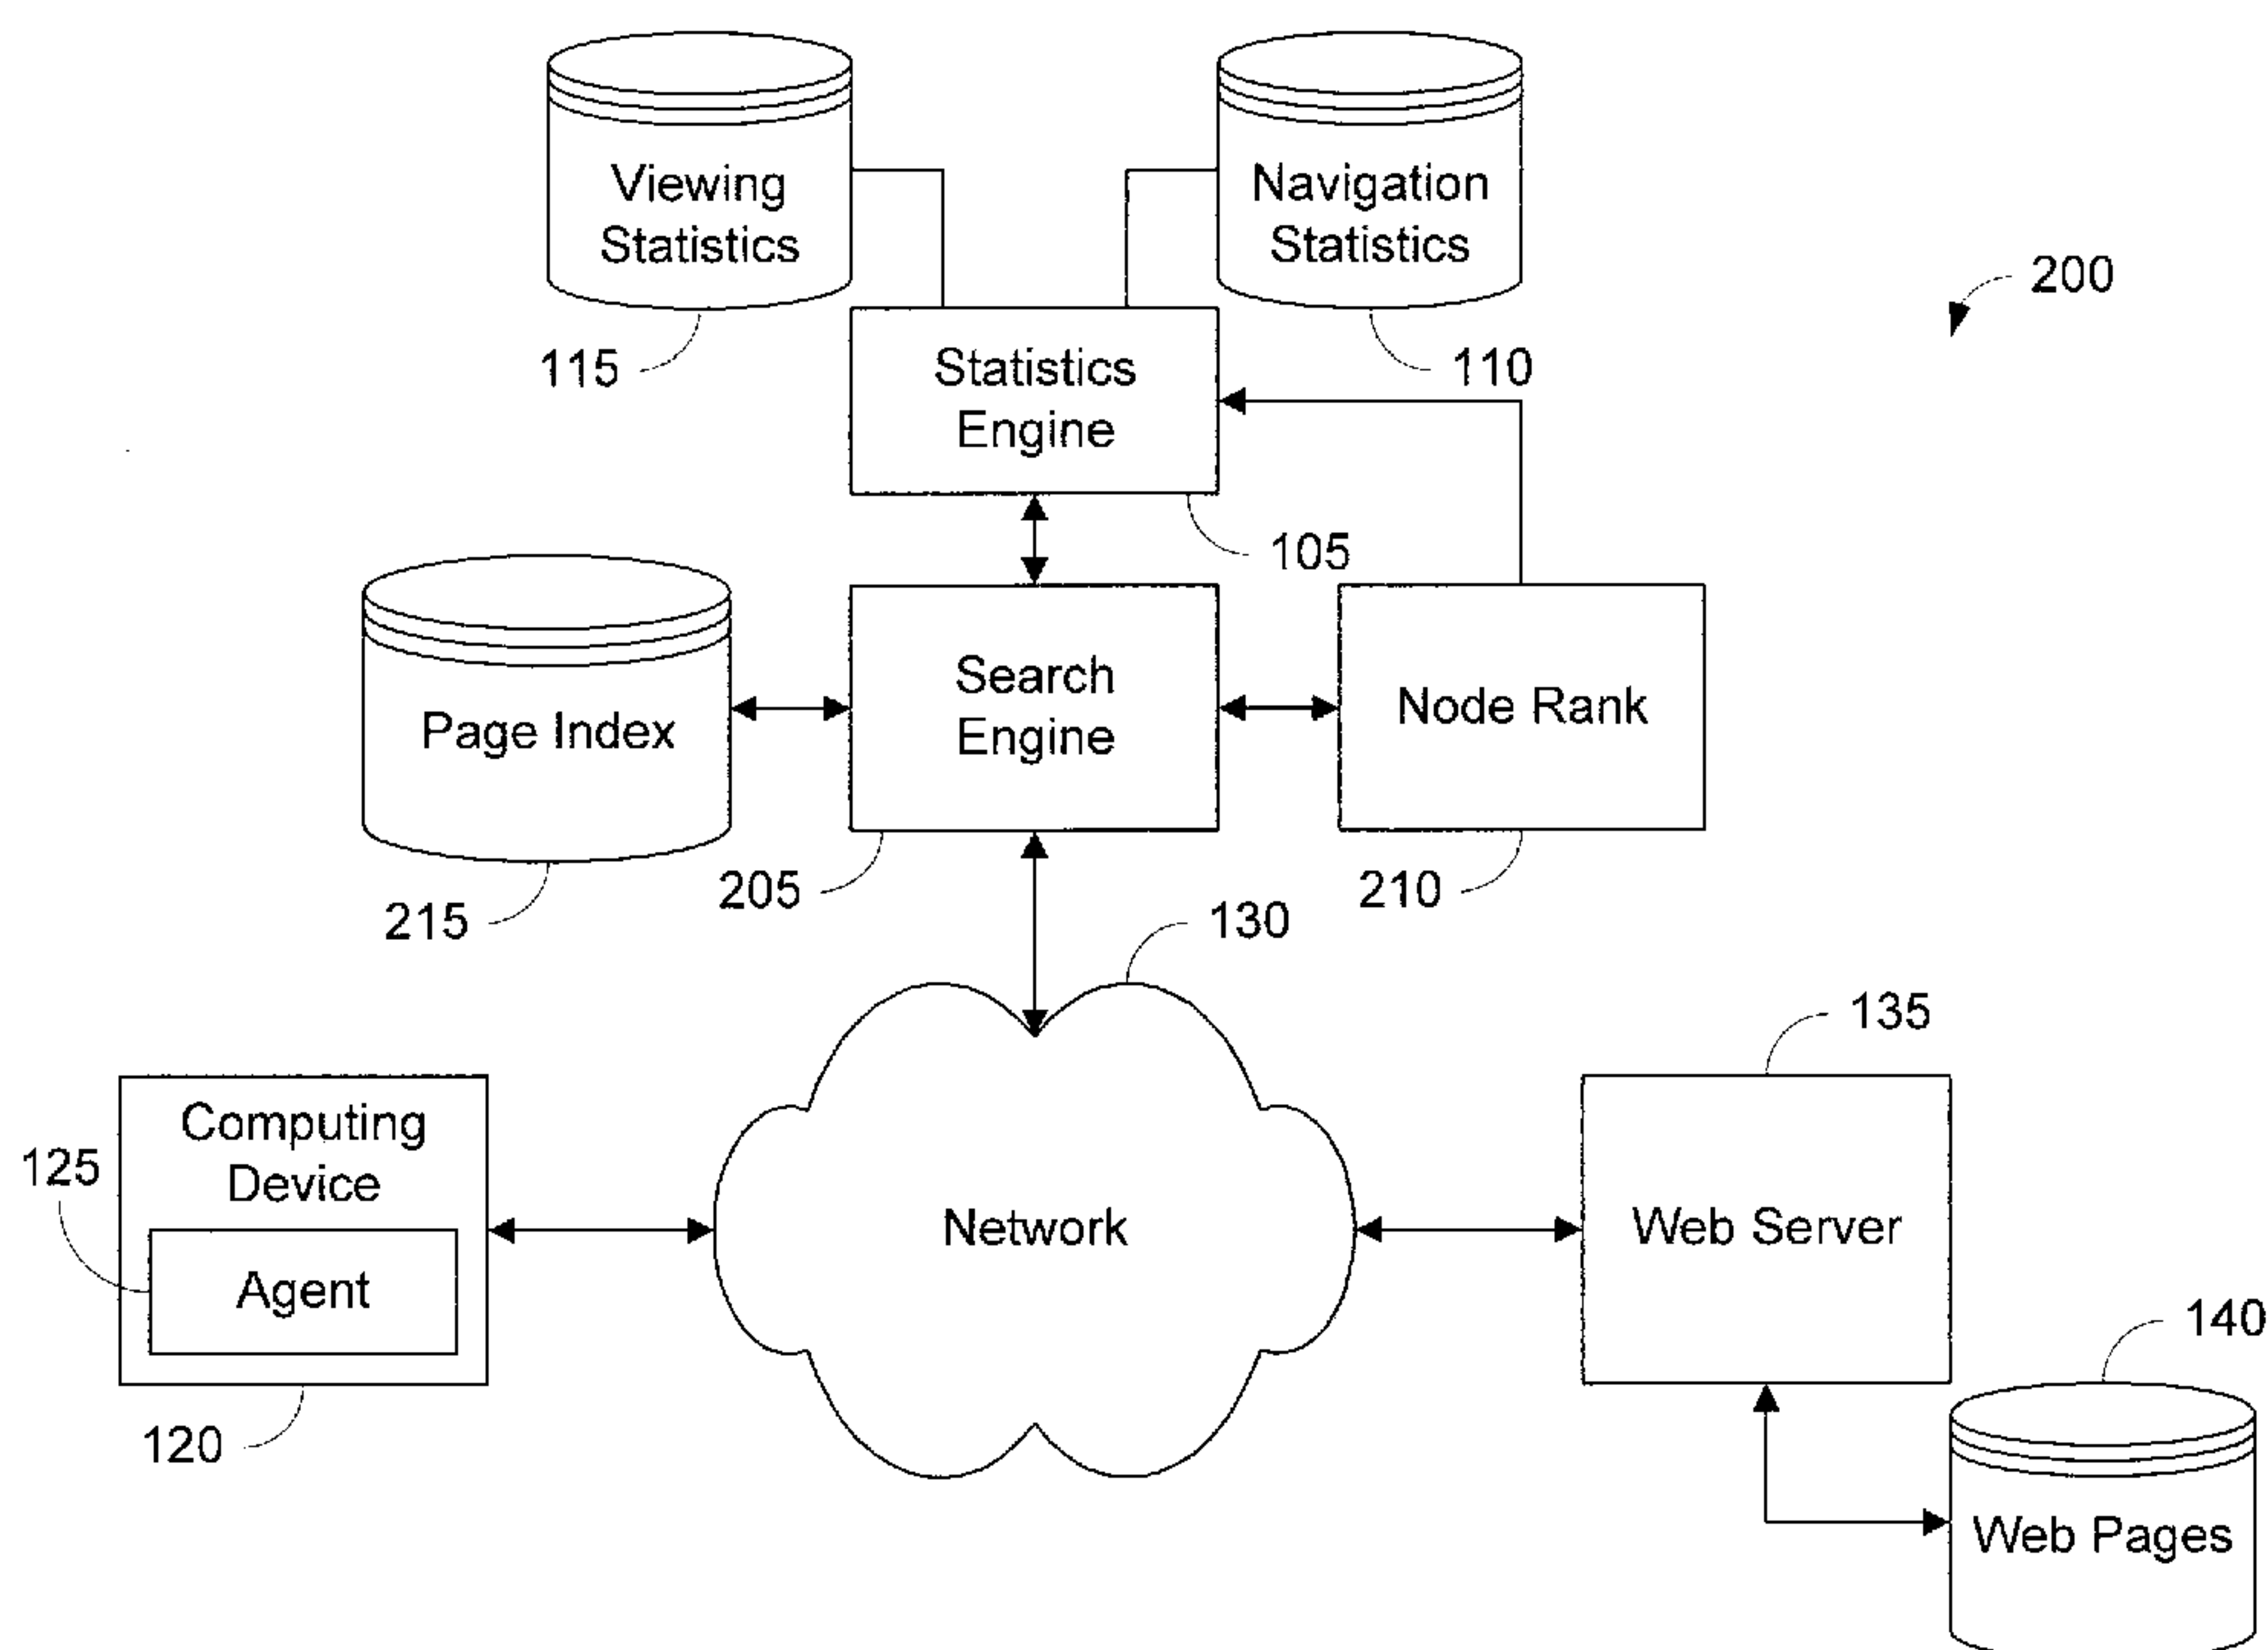 Viewing
Statistics
Navigation
Statistics
200
115
Statistics
Engine
110
105
Page Index
Search
Engine
Node Rank
215
205
210
130
135
Computing
Device
125
Agent
Network
Web Server
140
120
Web Pages